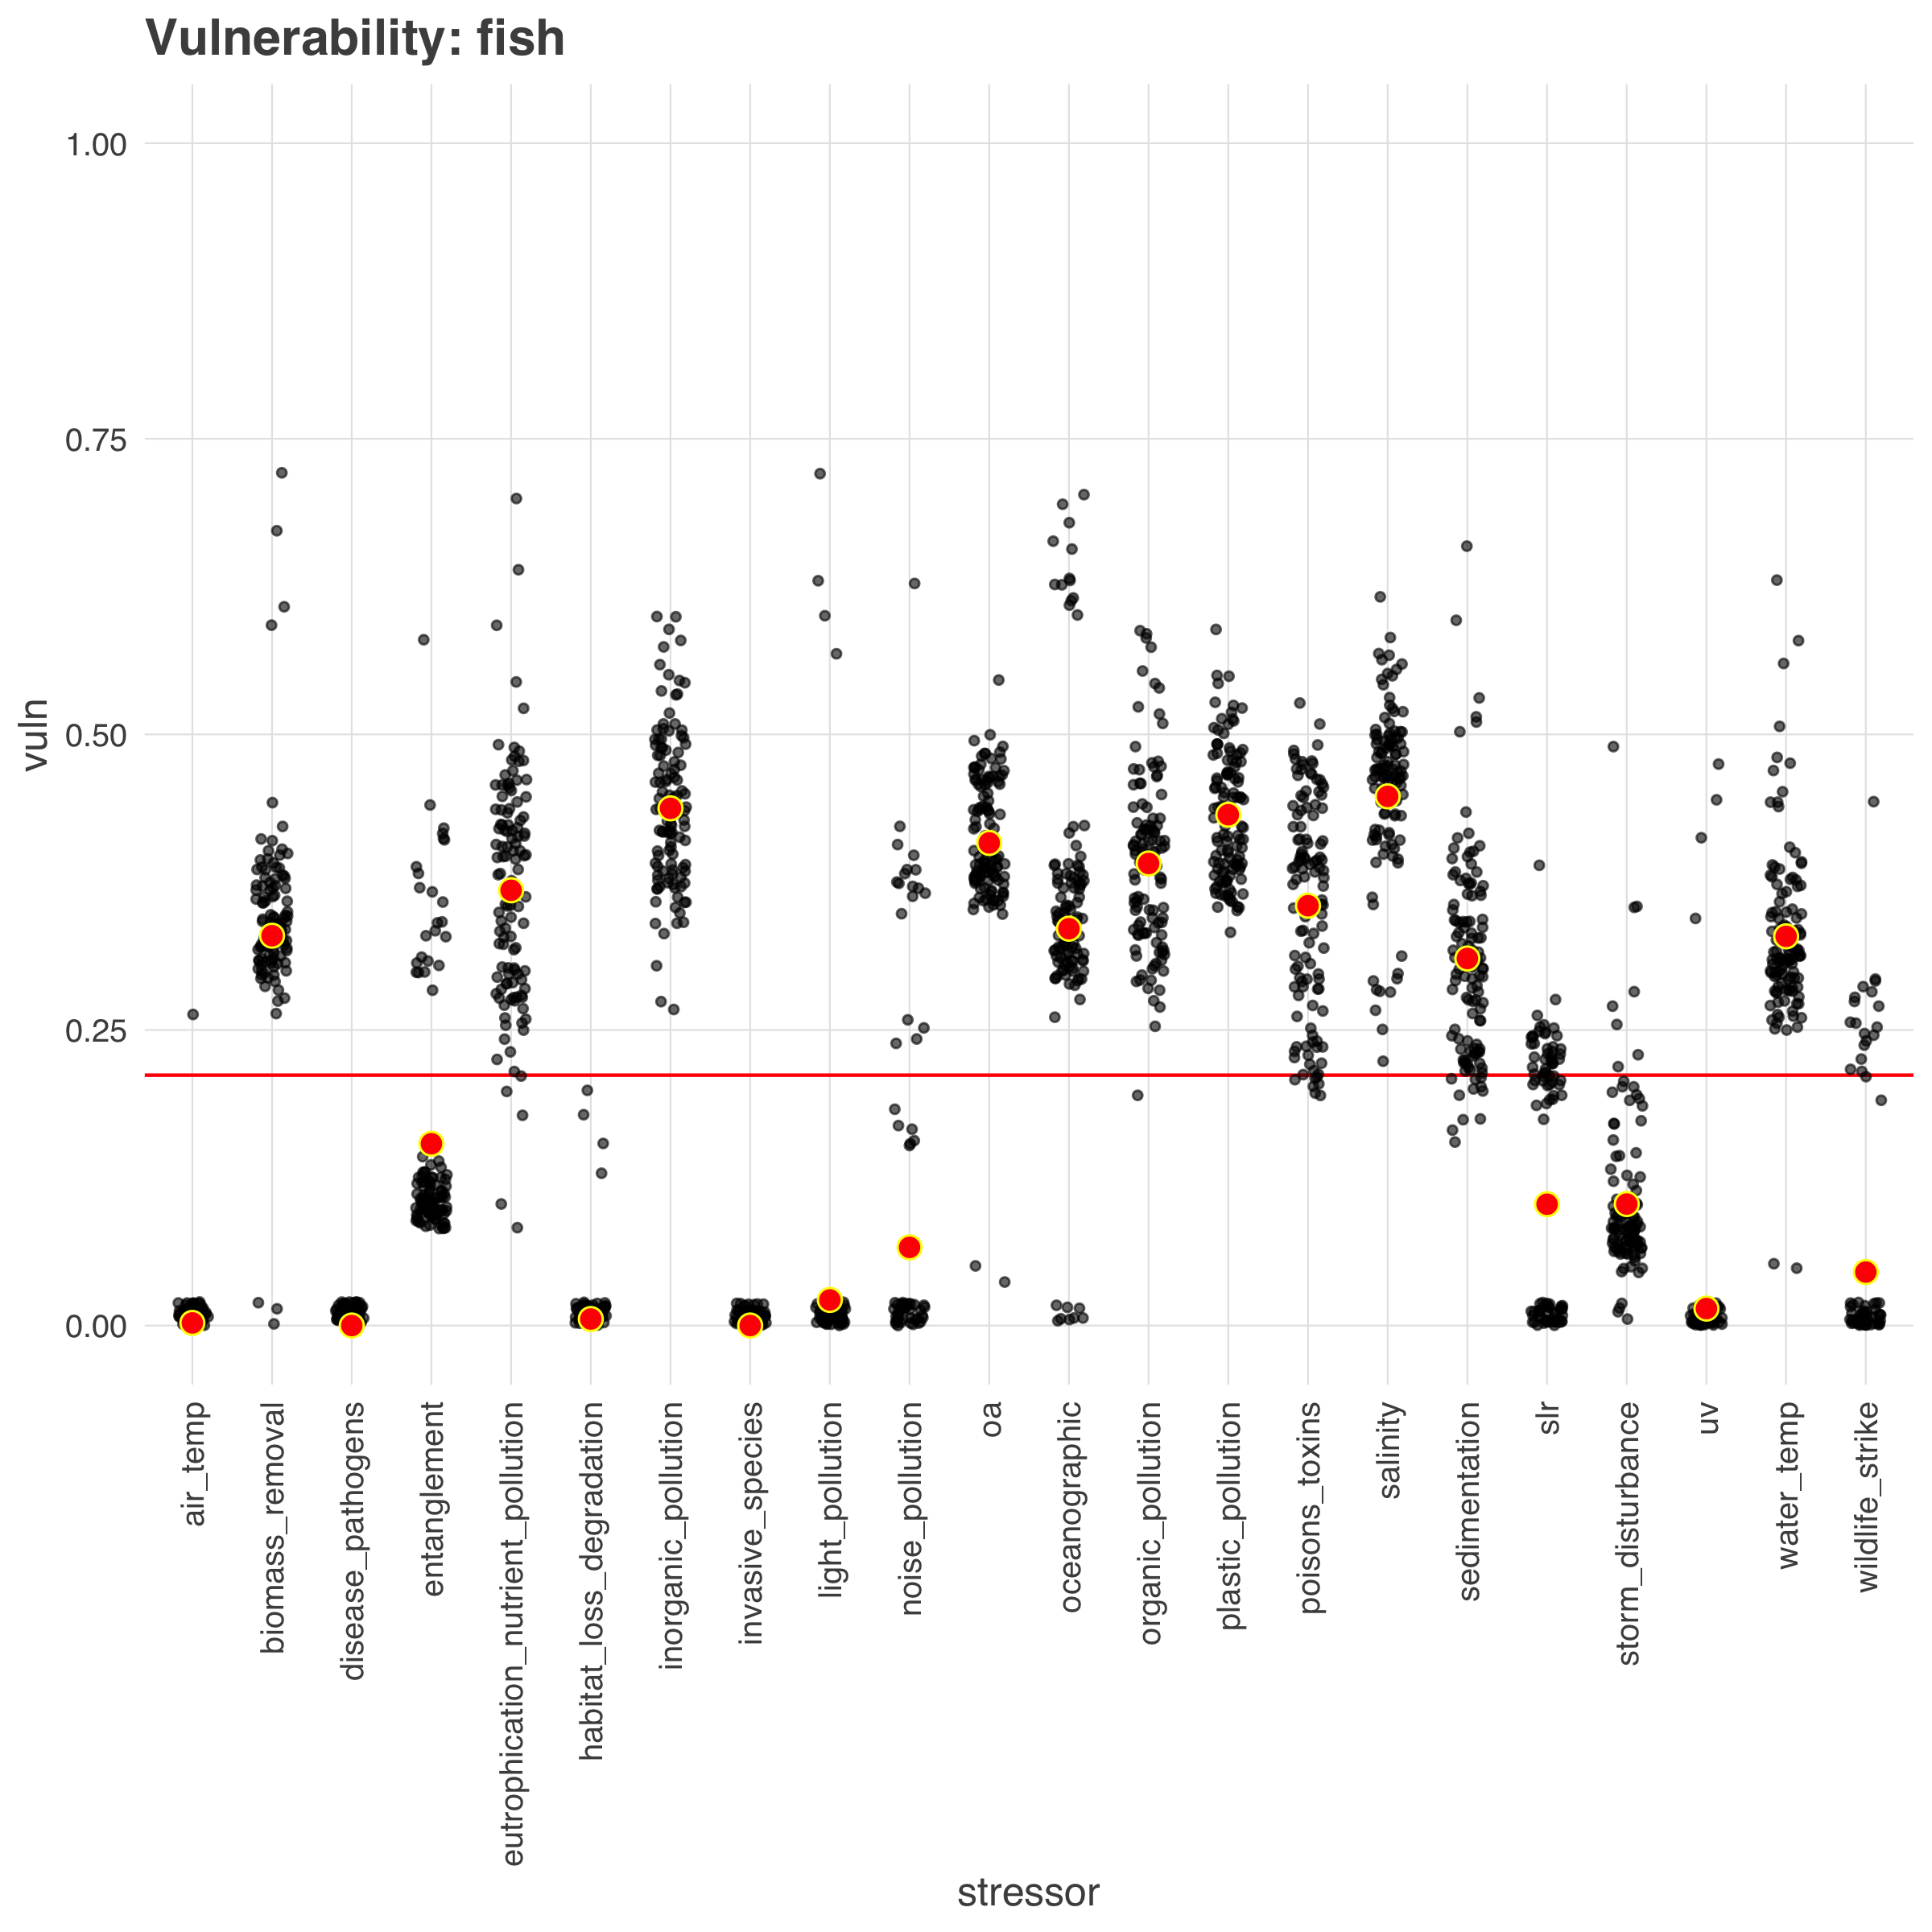 Vulnerability: fish
1.00
0.75
0.50
0.25
0.00
vuln
air_temp
biomass_removal
disease_pathogens
entanglement
eutrophication_nutrient_pollution
habitat_loss_degradation
inorganic_pollution
invasive_species
light_pollution
noise_pollution
oa
oceanographic
organic_pollution
plastic_pollution
poisons_toxins
salinity
sedimentation
slr
storm_disturbance
uv
water_temp
wildlife_strike
stressor